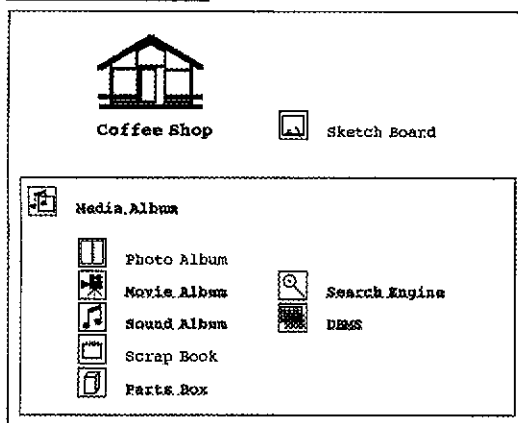 Coffee Shop
Sketch Board
Media Album
Photo Album
Movie Album
Sound Album
Scrap Book
Parts Box
Search Engine
DBMS